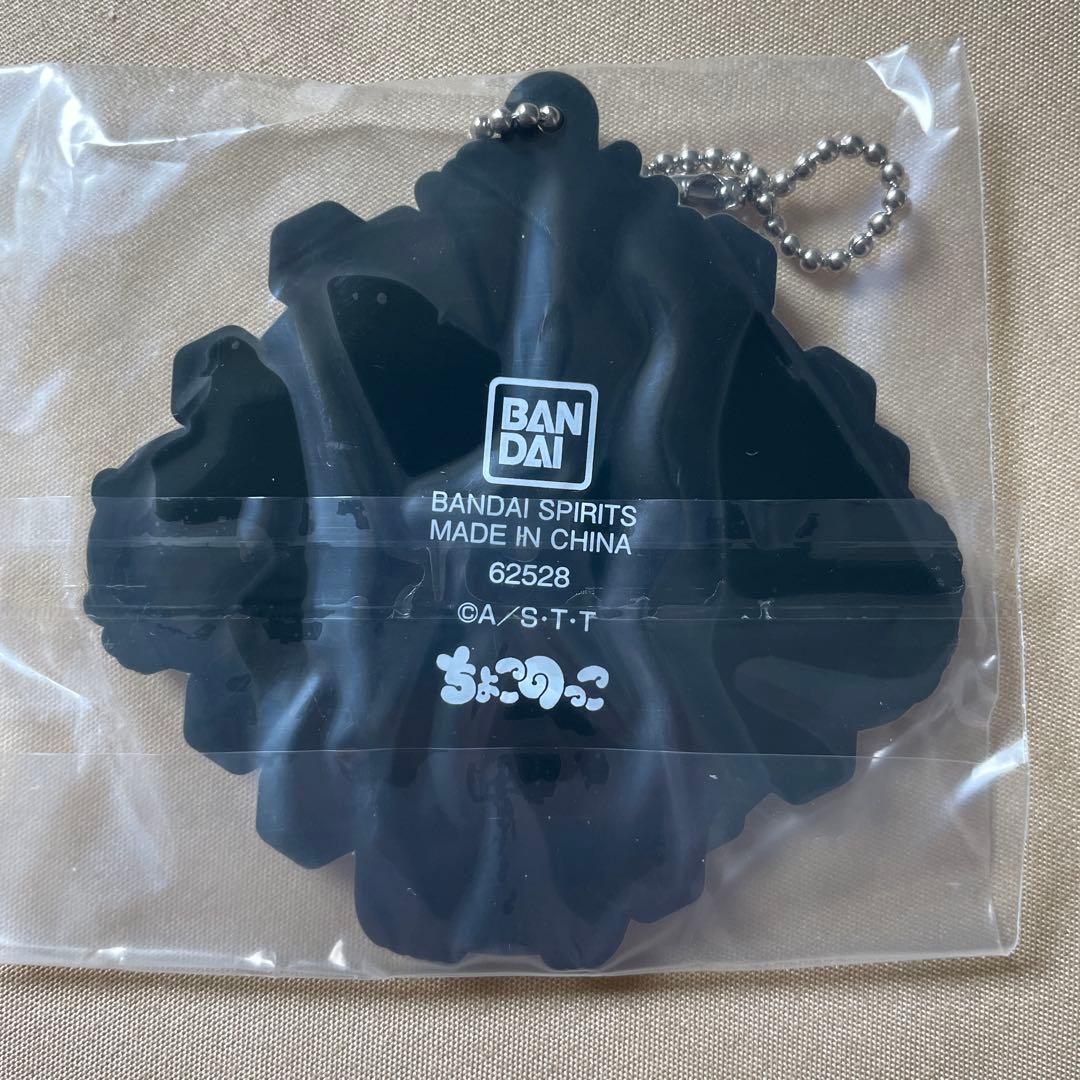 BAN
DAI
BANDAI SPIRITS
MADE IN CHINA
62528
©A/S・T・T
ちょこのっこ